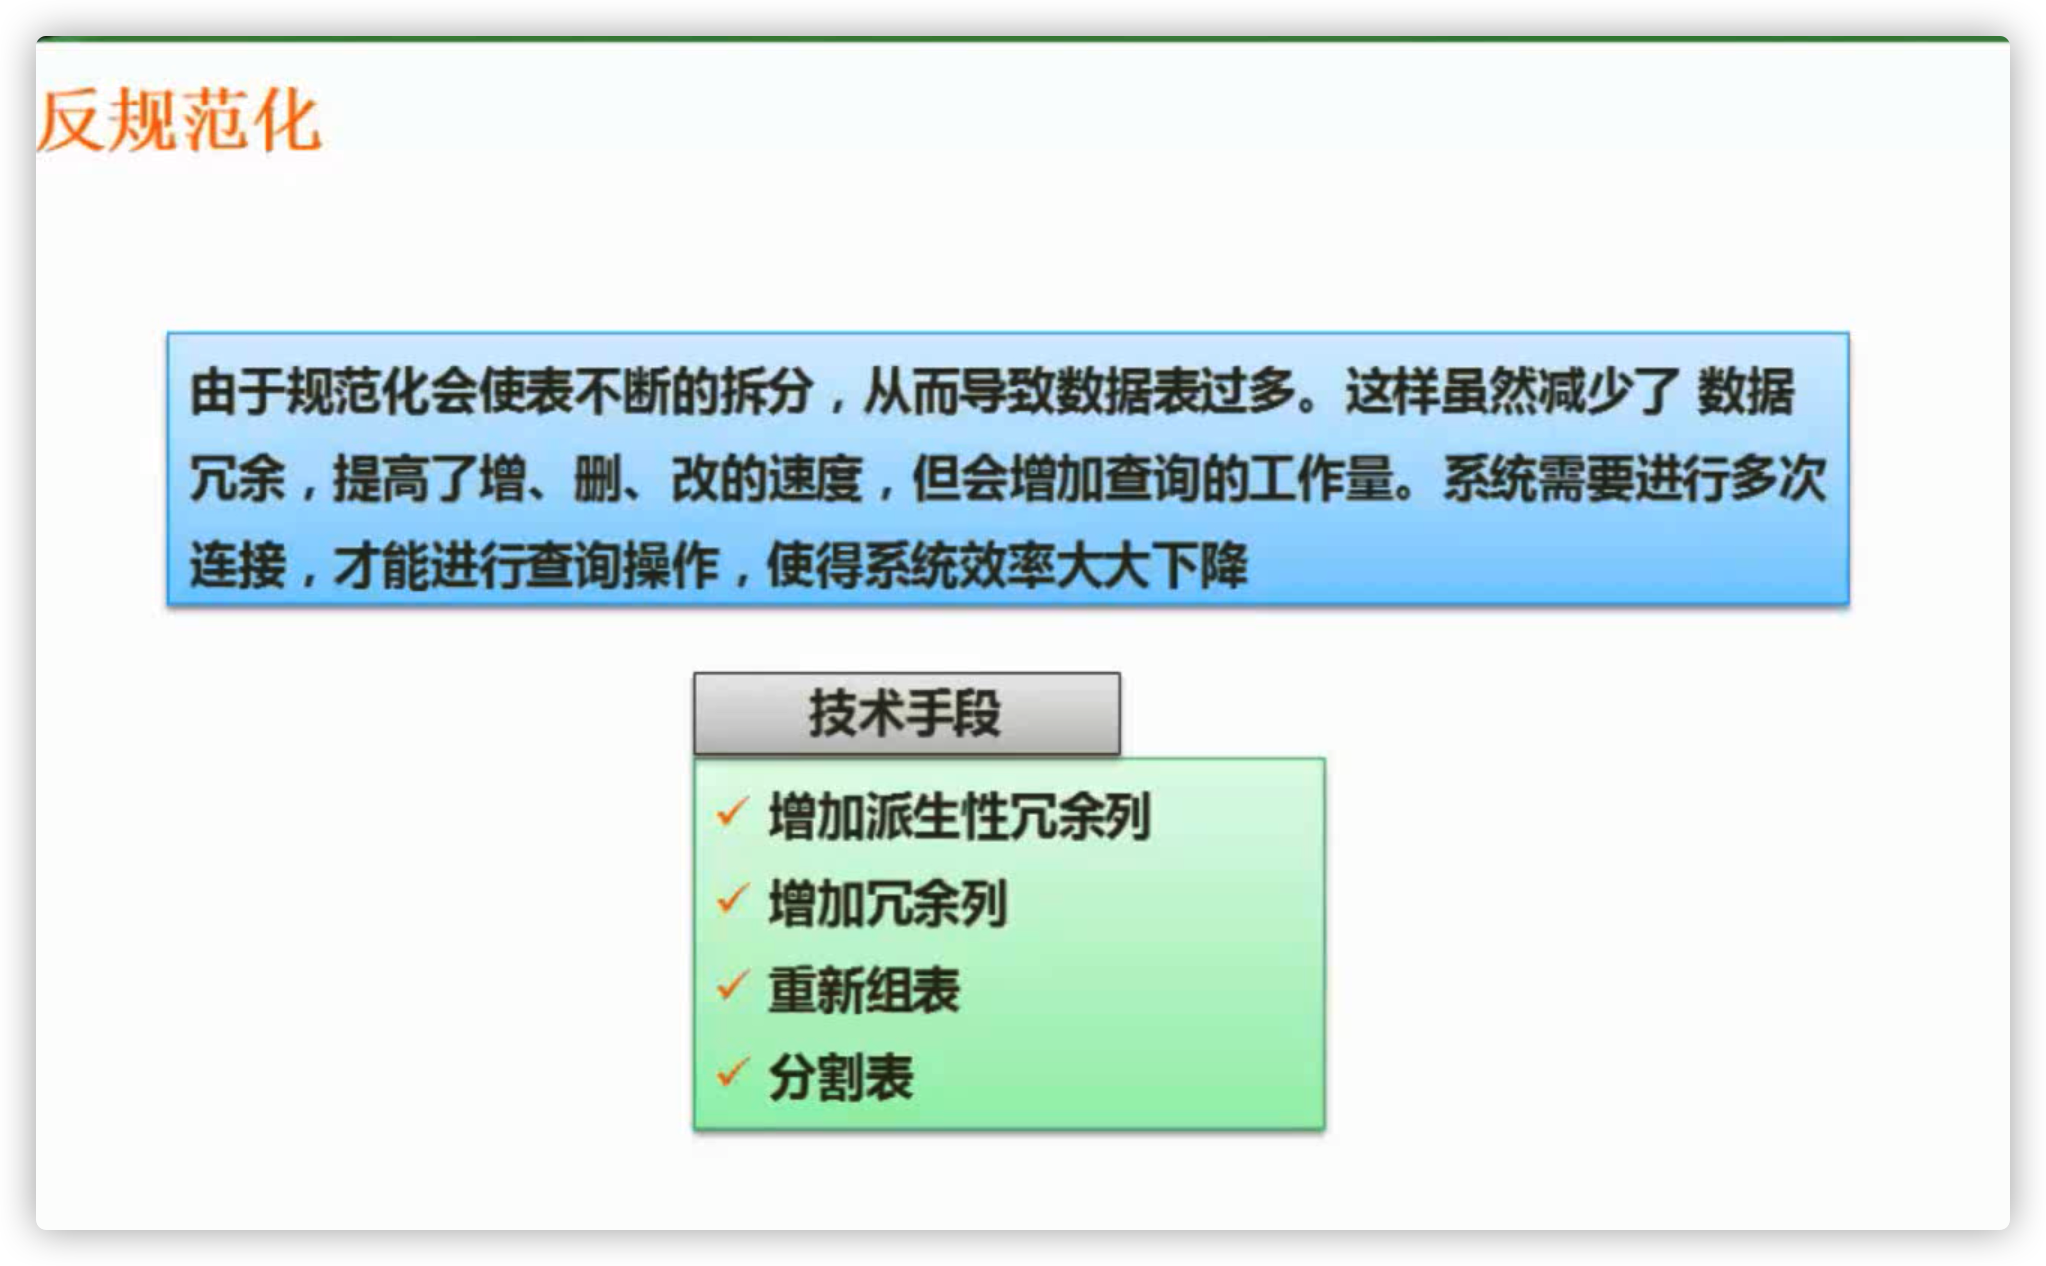 反规范化
由于规范化会使表不断的拆分，从而导致数据表过多。这样虽然减少了 数据
冗余，提高了增、删、改的速度，但会增加查询的工作量。系统需要进行多次
连接，才能进行查询操作，使得系统效率大大下降
技术手段
✓ 增加派生性冗余列
✓ 增加冗余列
✓ 重新组表
✓ 分割表